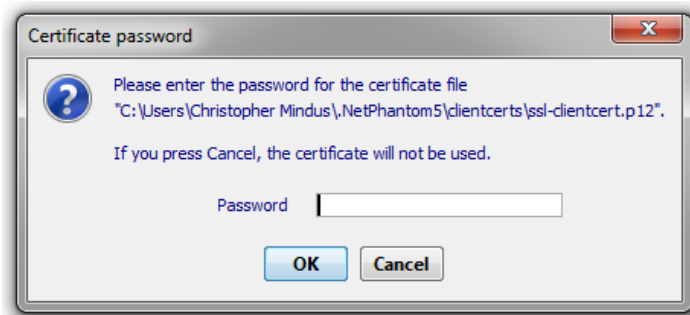 Certificate password
Please enter the password for the certificate file
"C:\Users\Christopher Mindus\.NetPhantom5\clientcerts\ssl-clientcert.p12".
If you press Cancel, the certificate will not be used.
Password
OK Cancel